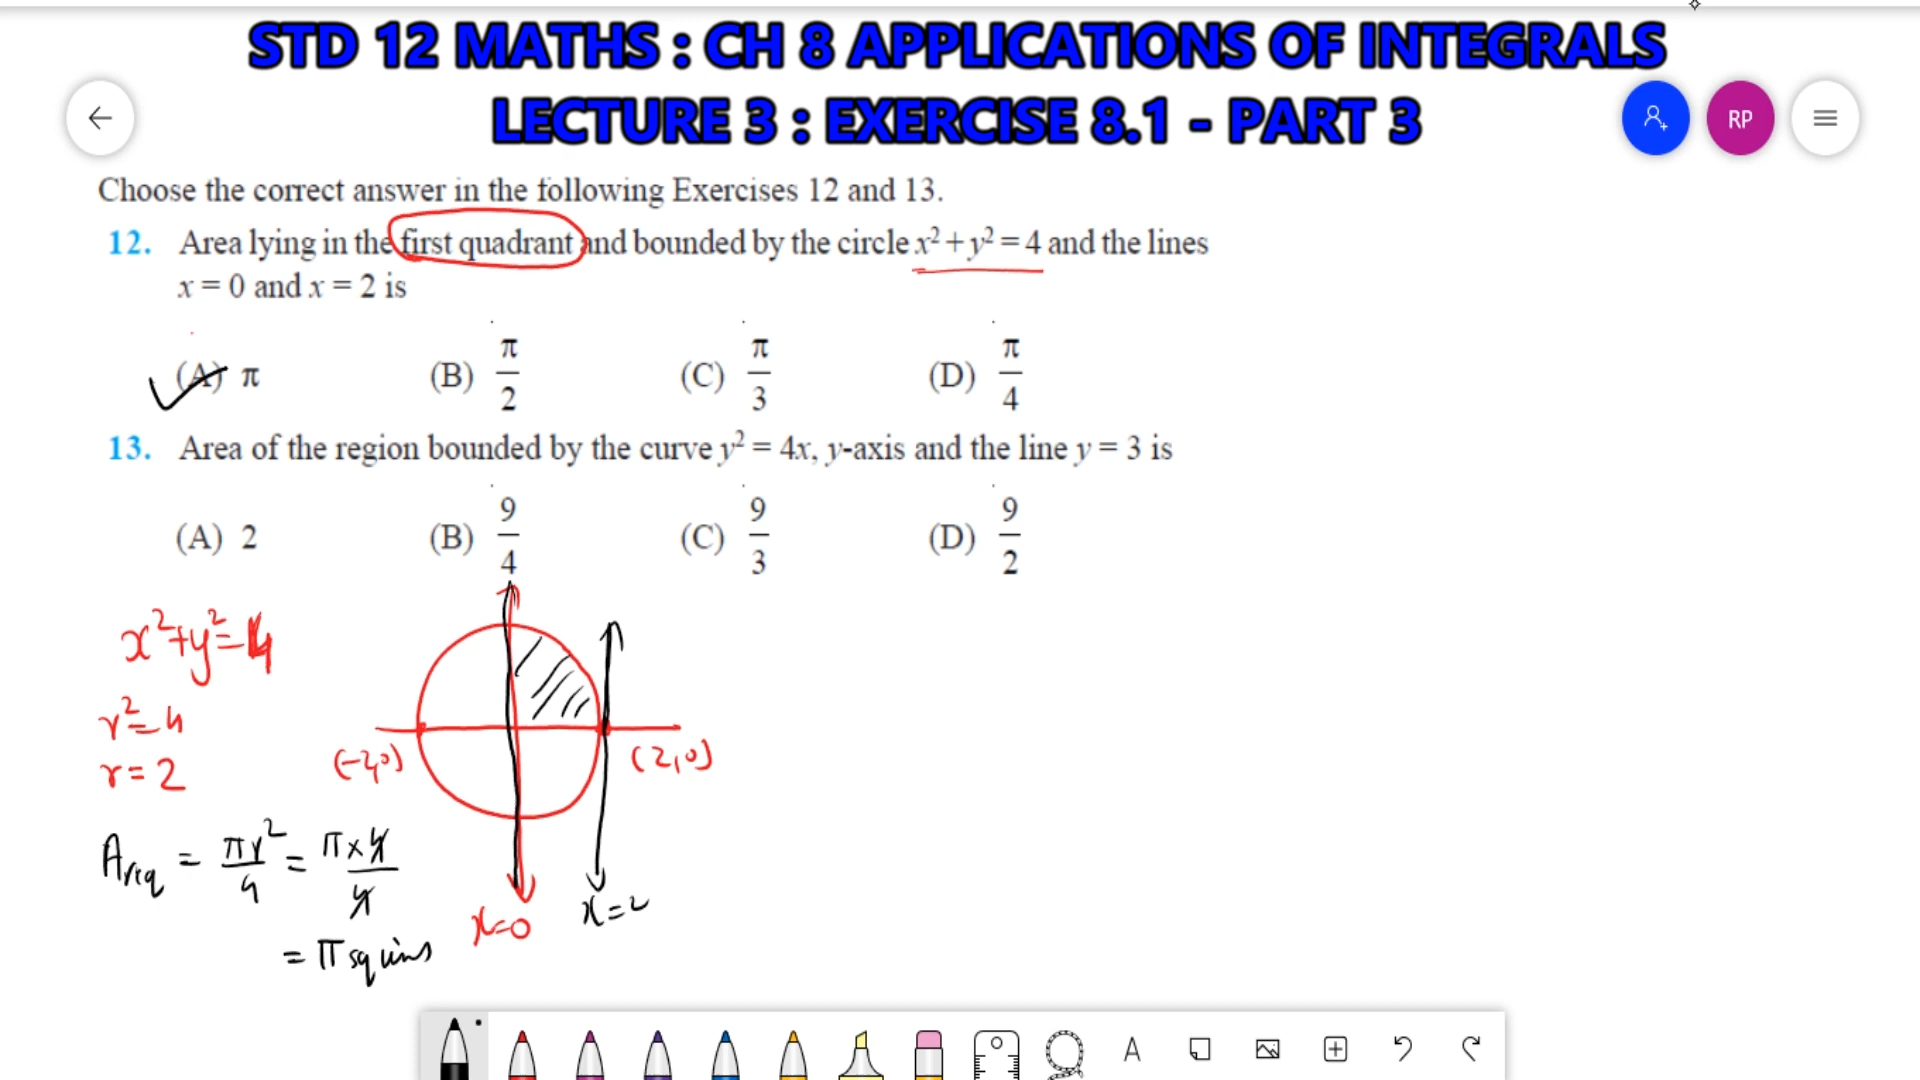 STD 12 MATHS : CH 8 APPLICATIONS OF INTEGRALS
LECTURE 3 : EXERCISE 8.1 - PART 3
RP
Choose the correct answer in the following Exercises 12 and 13.
12. Area lying in the first quadrant and bounded by the circle x² + y² = 4 and the lines
x = 0 and x = 2 is
(A) π (B) π/2 (C) π/3 (D) π/4
13. Area of the region bounded by the curve y² = 4x, y-axis and the line y = 3 is
(A) 2 (B) 9/4 (C) 9/3 (D) 9/2
x²+y²=4
r²=4
r=2
(-2,0)
(2,0)
A req = πr²/4 = π×4/4
= π sq
x=0
x=2
A